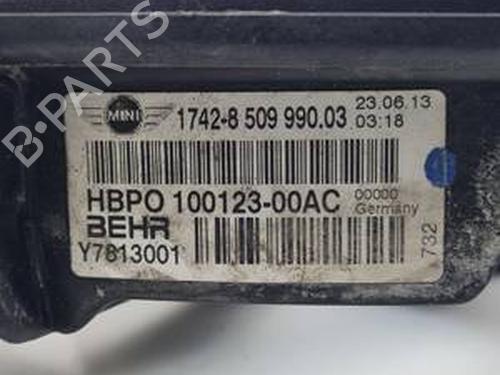 MINI
1742-8 509 990.03
23.06.13
03:18
HBPO 100123-00AC
00000
Germany
BEHR
Y7813001
732
B-PARTS